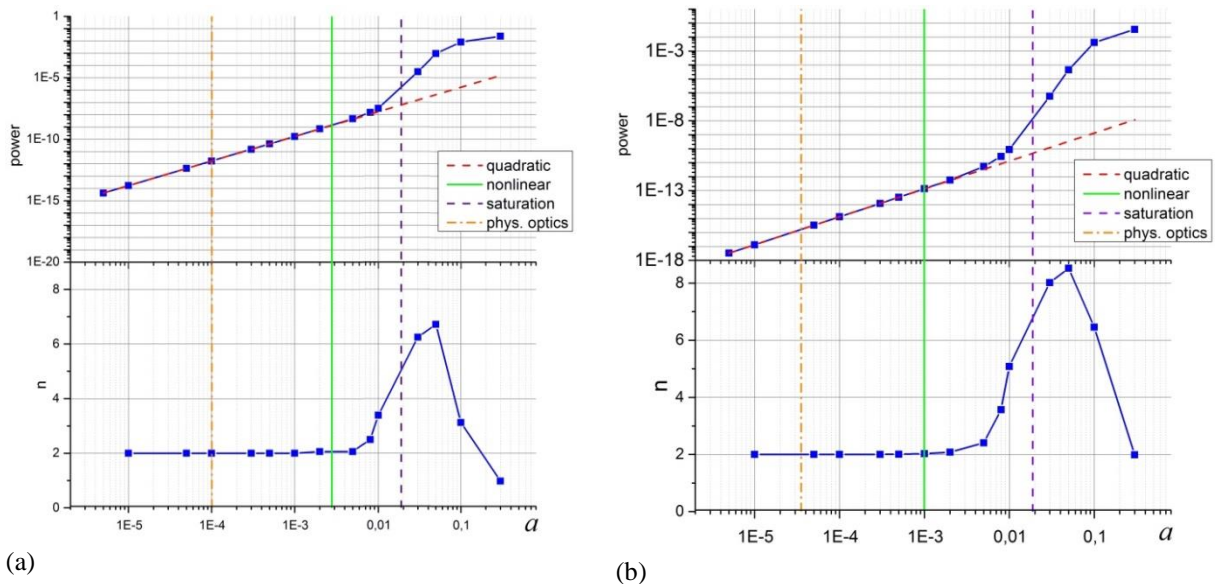 1
1E-5
1E-10
1E-15
1E-20
power
quadratic
nonlinear
saturation
phys. optics
8
6
4
2
0
n
1E-5
1E-4
1E-3
0,01
0,1
a
(a)
1E-3
1E-8
1E-13
1E-18
power
quadratic
nonlinear
saturation
phys. optics
8
6
4
2
0
n
1E-5
1E-4
1E-3
0,01
0,1
a
(b)